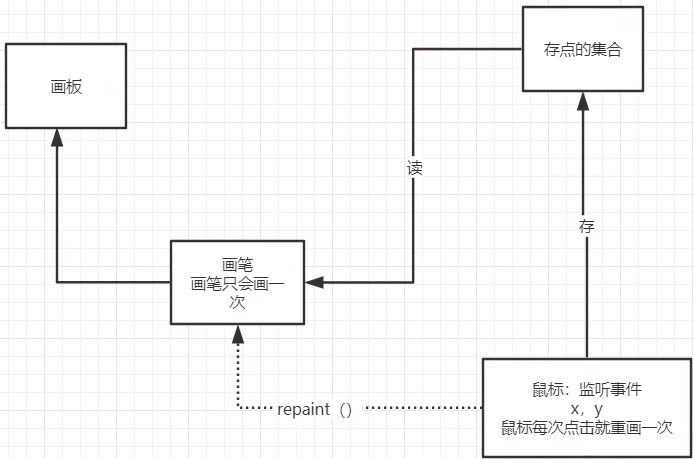 存点的集合
画板
读
存
画笔
画笔只会画一
次
鼠标：监听事件
x，y
鼠标每次点击就重画一次
repaint（）